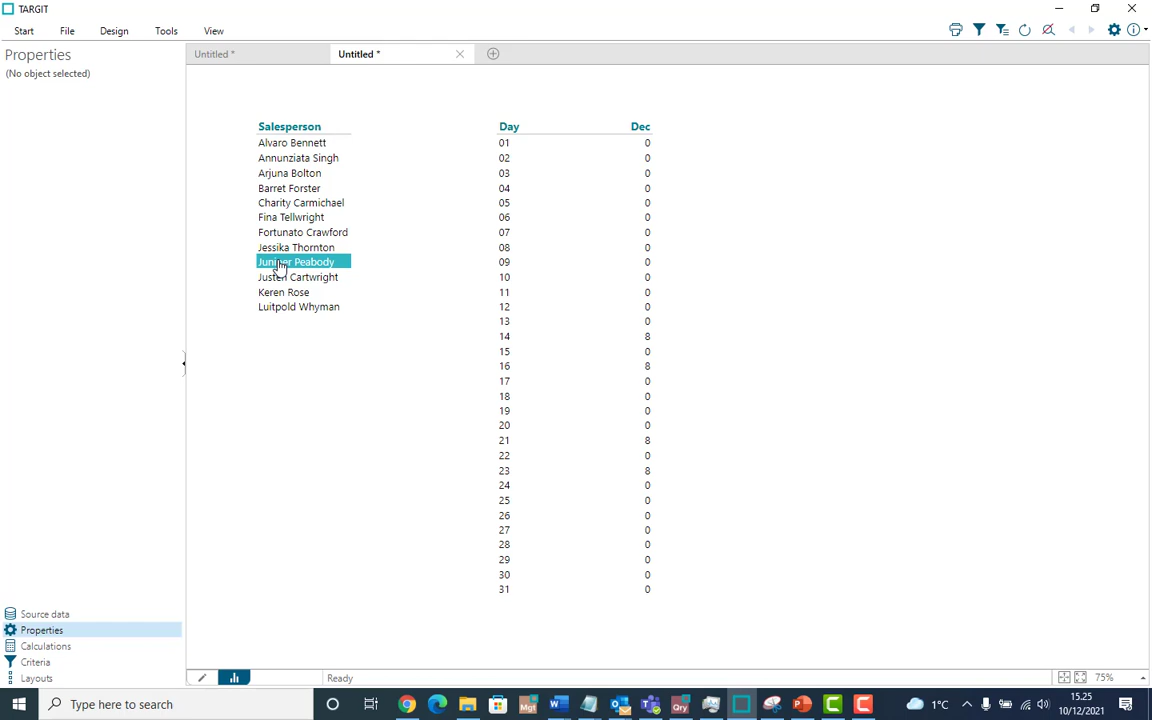 TARGIT
Start File Design Tools View
Properties
(No object selected)
Untitled *
Untitled *
Salesperson
Alvaro Bennett
Annunziata Singh
Arjuna Bolton
Barret Forster
Charity Carmichael
Fina Tellwright
Fortunato Crawford
Jessika Thornton
Juniper Peabody
Justen Cartwright
Keren Rose
Luitpold Whyman
Day Dec
01 0
02 0
03 0
04 0
05 0
06 0
07 0
08 0
09 0
10 0
11 0
12 0
13 0
14 8
15 0
16 8
17 0
18 0
19 0
20 0
21 8
22 0
23 8
24 0
25 0
26 0
27 0
28 0
29 0
30 0
31 0
Source data
Properties
Calculations
Criteria
Layouts
Ready
75%
Type here to search
Mgt
Qry
1°C
15.25
10/12/2021